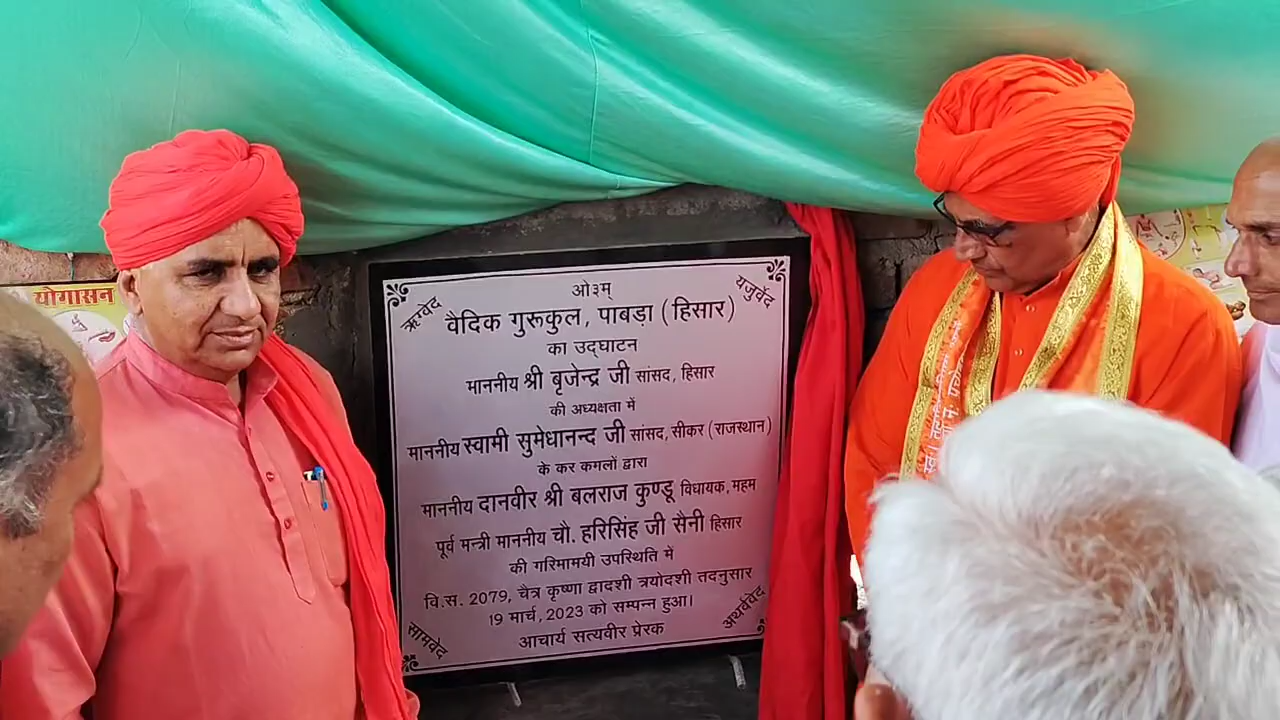 योगासन
ओ३म्
ऋग्वेद
यजुर्वेद
वैदिक गुरूकुल, पाबड़ा (हिसार)
का उद्घाटन
माननीय श्री बृजेन्द्र जी सांसद, हिसार
की अध्यक्षता में
माननीय स्वामी सुमेधानन्द जी सांसद, सीकर (राजस्थान)
के कर कमलों द्वारा
माननीय दानवीर श्री बलराज कुण्डू विधायक, महम
पूर्व मन्त्री माननीय चौ. हरिसिंह जी सैनी हिसार
की गरिमामयी उपस्थिति में
वि.स. 2079, चैत्र कृष्णा द्वादशी त्रयोदशी तदनुसार
19 मार्च, 2023 को सम्पन्न हुआ।
आचार्य सत्यवीर प्रेरक
सामवेद
अथर्ववेद